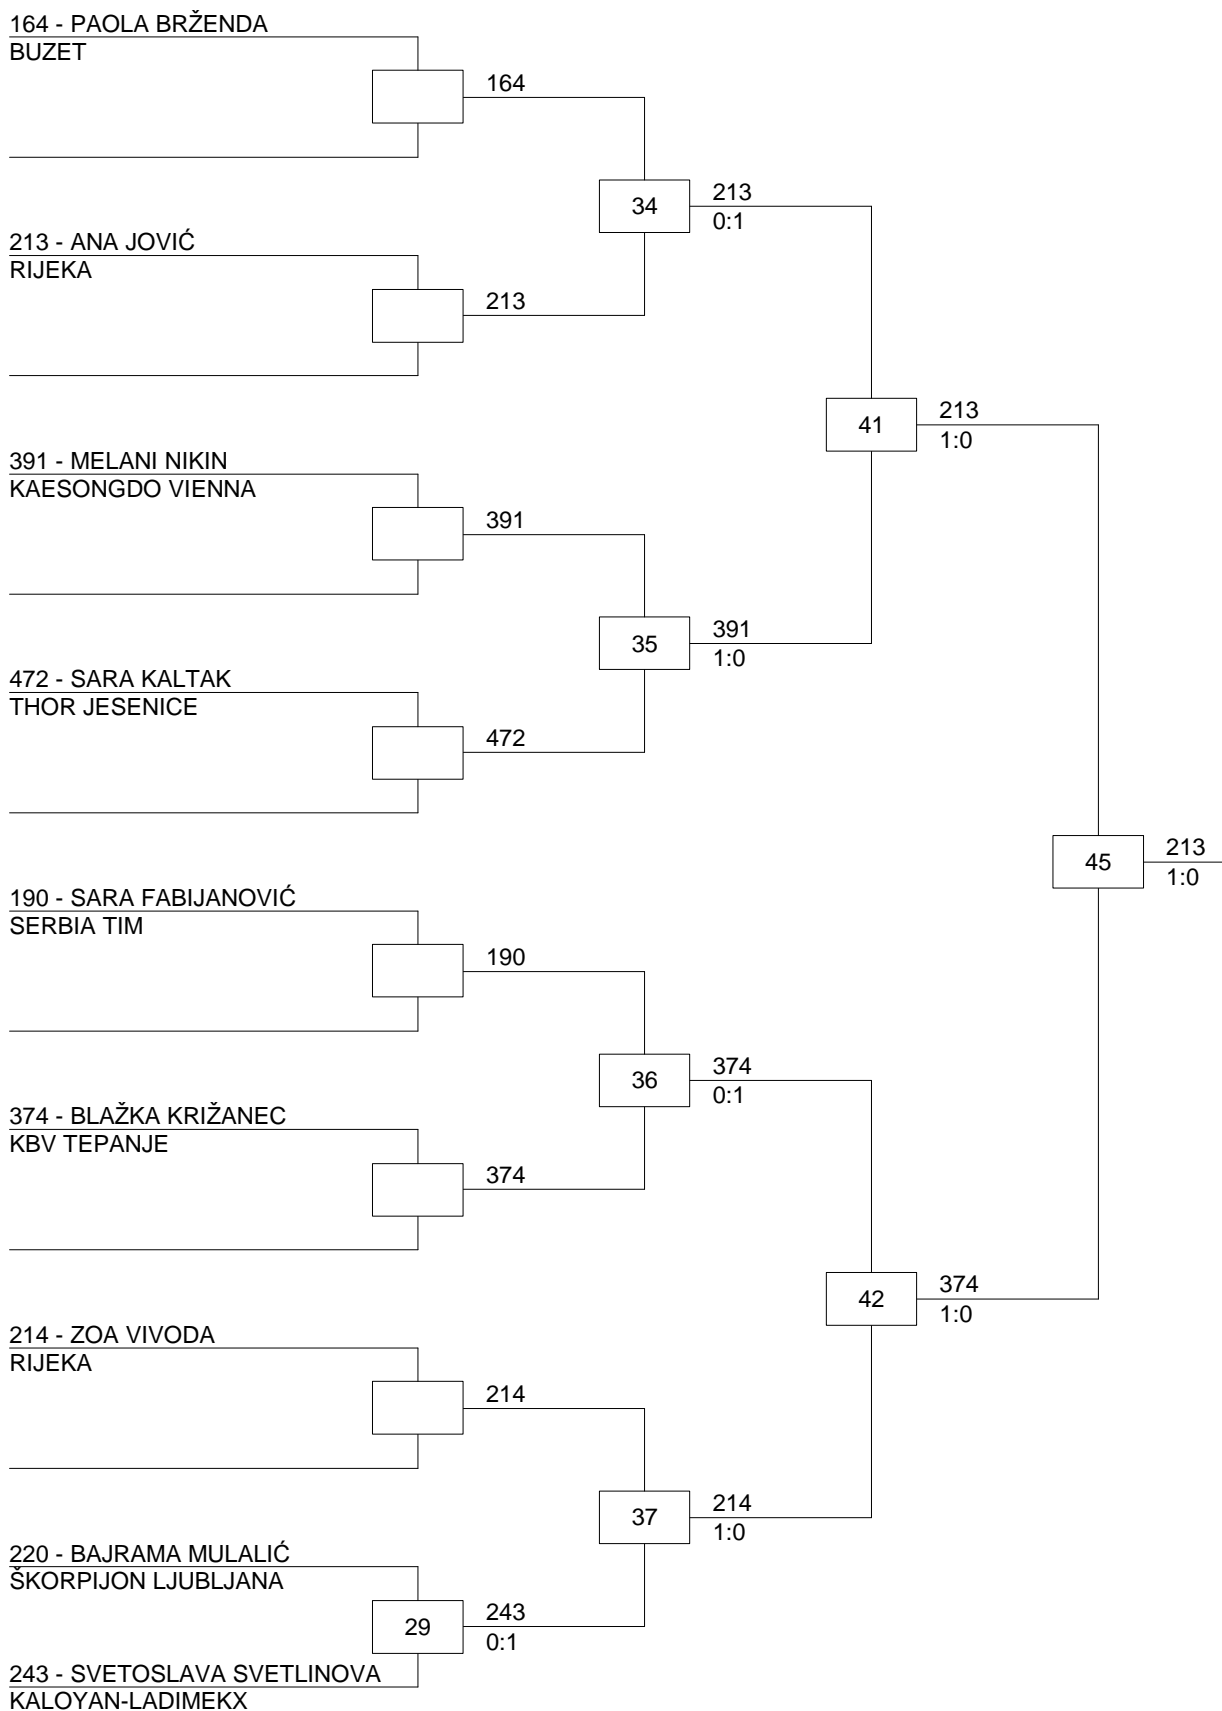 164 - PAOLA BRŽENDA
BUZET
164
34
213
0:1
213 - ANA JOVIĆ
RIJEKA
213
41
213
1:0
391 - MELANI NIKIN
KAESONGDO VIENNA
391
35
391
1:0
472 - SARA KALTAK
THOR JESENICE
472
45
213
1:0
190 - SARA FABIJANOVIĆ
SERBIA TIM
190
36
374
0:1
374 - BLAŽKA KRIŽANEC
KBV TEPANJE
374
42
374
1:0
214 - ZOA VIVODA
RIJEKA
214
37
214
1:0
220 - BAJRAMA MULALIĆ
ŠKORPIJON LJUBLJANA
29
243
0:1
243 - SVETOSLAVA SVETLINOVA
KALOYAN-LADIMEKX